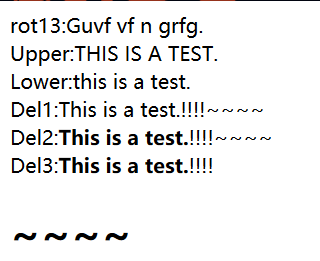 rot13:Guvf vf n grfg.
Upper:THIS IS A TEST.
Lower:this is a test.
Del1:This is a test.!!!!~~~~
Del2:This is a test.!!!!~~~~
Del3:This is a test.!!!!
~~~~